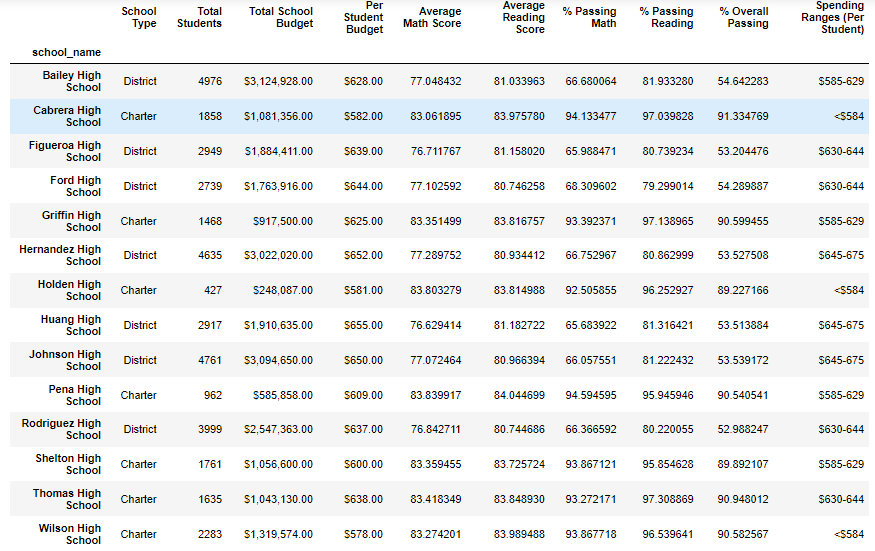 School Type Total Students Total School Budget Per Student Budget Average Math Score Average Reading Score % Passing Math % Passing Reading % Overall Passing Spending Ranges (Per Student)
school_name
Bailey High School District 4976 $3,124,928.00 $628.00 77.048432 81.033963 66.680064 81.933280 54.642283 $585-629
Cabrera High School Charter 1858 $1,081,356.00 $582.00 83.061895 83.975780 94.133477 97.039828 91.334769 <$584
Figueroa High School District 2949 $1,884,411.00 $639.00 76.711767 81.158020 65.988471 80.739234 53.204476 $630-644
Ford High School District 2739 $1,763,916.00 $644.00 77.102592 80.746258 68.309602 79.299014 54.289887 $630-644
Griffin High School Charter 1468 $917,500.00 $625.00 83.351499 83.816757 93.392371 97.138965 90.599455 $585-629
Hernandez High School District 4635 $3,022,020.00 $652.00 77.289752 80.934412 66.752967 80.862999 53.527508 $645-675
Holden High School Charter 427 $248,087.00 $581.00 83.803279 83.814988 92.505855 96.252927 89.227166 <$584
Huang High School District 2917 $1,910,635.00 $655.00 76.629414 81.182722 65.683922 81.316421 53.513884 $645-675
Johnson High School District 4761 $3,094,650.00 $650.00 77.072464 80.966394 66.057551 81.222432 53.539172 $645-675
Pena High School Charter 962 $585,858.00 $609.00 83.839917 84.044699 94.594595 95.945946 90.540541 $585-629
Rodriguez High School District 3999 $2,547,363.00 $637.00 76.842711 80.744686 66.366592 80.220055 52.988247 $630-644
Shelton High School Charter 1761 $1,056,600.00 $600.00 83.359455 83.725724 93.867121 95.854628 89.892107 $585-629
Thomas High School Charter 1635 $1,043,130.00 $638.00 83.418349 83.848930 93.272171 97.308869 90.948012 $630-644
Wilson High School Charter 2283 $1,319,574.00 $578.00 83.274201 83.989488 93.867718 96.539641 90.582567 <$584